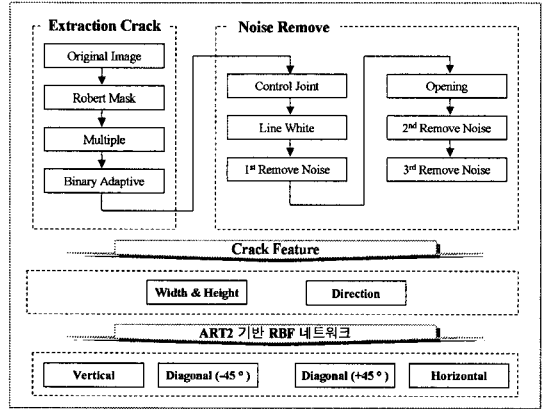 Extraction Crack
Original Image
Robert Mask
Multiple
Binary Adaptive
Noise Remove
Control Joint
Line White
1st Remove Noise
Opening
2nd Remove Noise
3rd Remove Noise
Crack Feature
Width & Height
Direction
ART2 기반 RBF 네트워크
Vertical
Diagonal (-45 °)
Diagonal (+45 °)
Horizontal